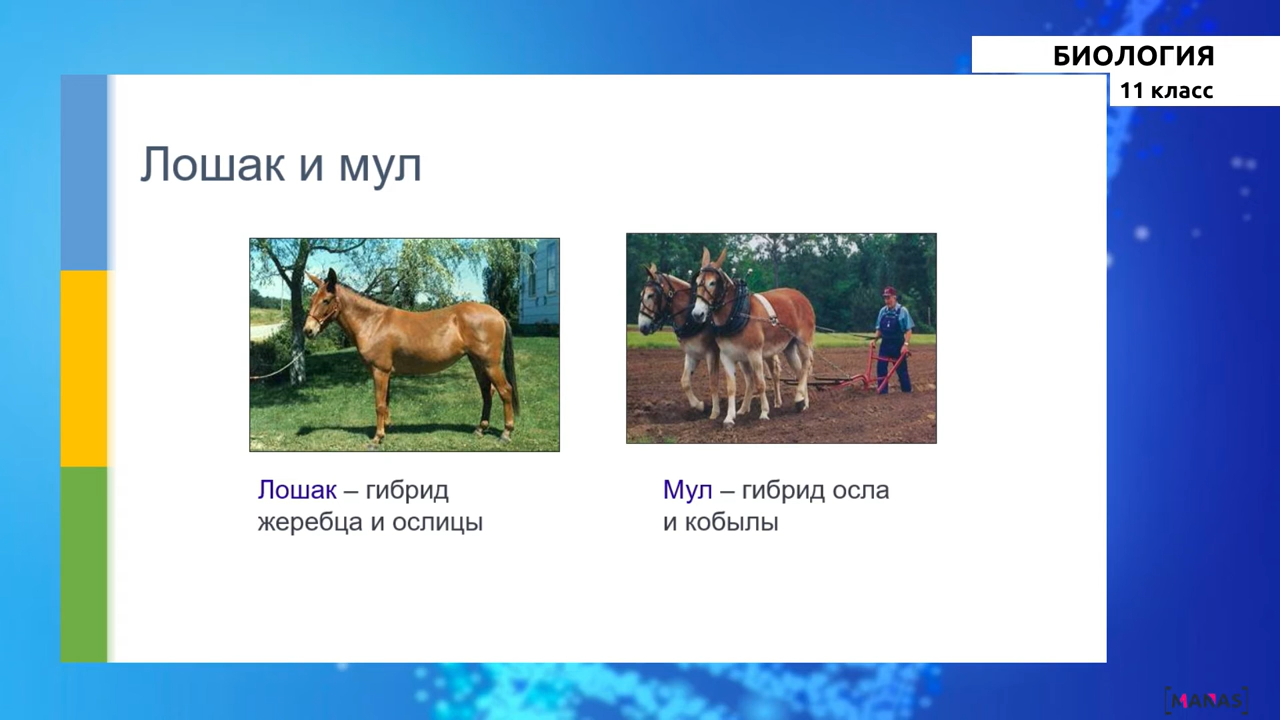 БИОЛОГИЯ
11 класс
Лошак и мул
Лошак – гибрид
жеребца и ослицы
Мул – гибрид осла
и кобылы
[MANAS]